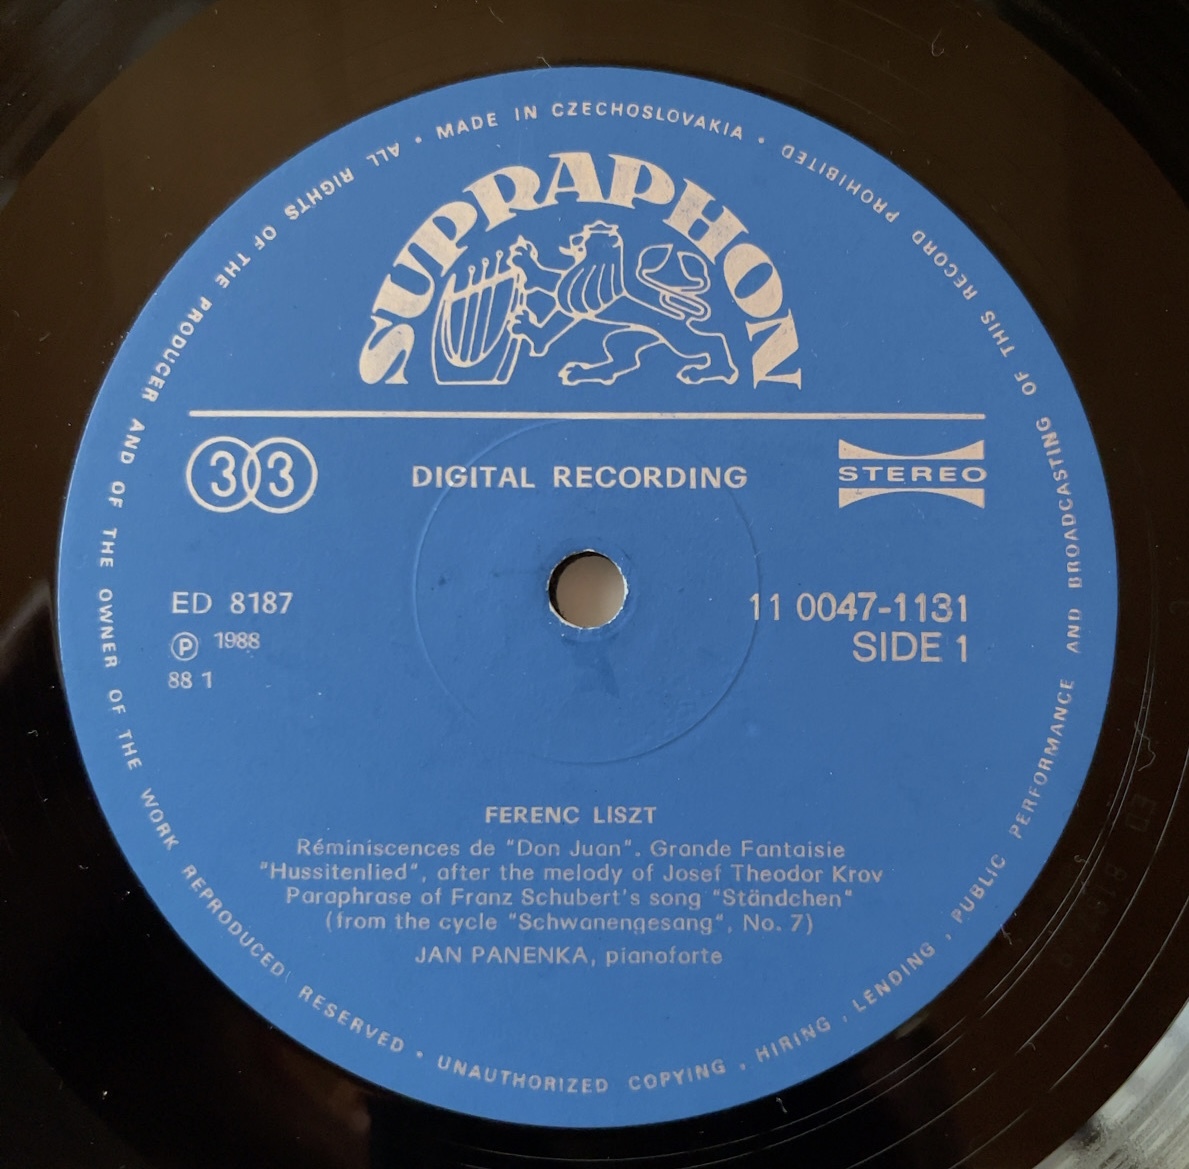 MADE IN CZECHOSLOVAKIA • ALL RIGHTS OF THE PRODUCER AND OF THE OWNER OF THE WORK REPRODUCED RESERVED • UNAUTHORIZED COPYING , HIRING , LENDING , PUBLIC PERFORMANCE AND BROADCASTING OF THIS RECORD PROHIBITED •
SUPRAPHON
33
DIGITAL RECORDING
STEREO
ED 8187
Ⓟ 1988
88 1
11 0047-1131
SIDE 1
FERENC LISZT
Réminiscences de "Don Juan". Grande Fantaisie
"Hussitenlied", after the melody of Josef Theodor Krov
Paraphrase of Franz Schubert's song "Ständchen"
(from the cycle "Schwanengesang", No. 7)
JAN PANENKA, pianoforte